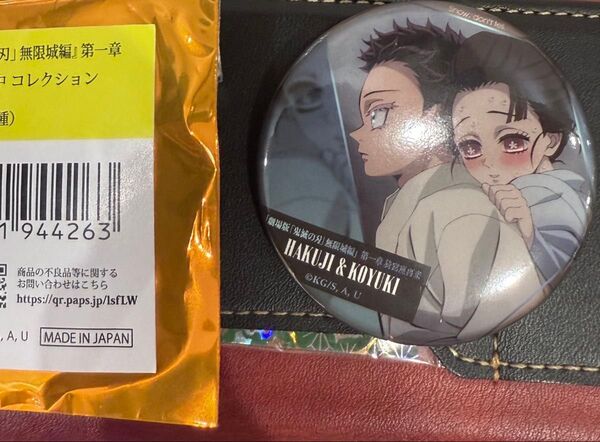 刃」無限城編』第一章
コレクション
種）
1 944263
商品の不良品等に関する
お問い合わせはこちら
https://qr.paps.jp/lsfLW
, A, U
MADE IN JAPAN
「劇場版「鬼滅の刃」無限城編」第一章 猗窩座再来
HAKUJI & KOYUKI
©KG/S, A, U